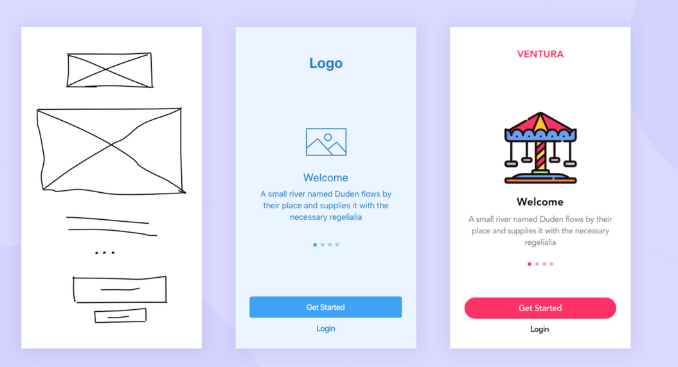 Logo
Welcome
A small river named Duden flows by
their place and supplies it with the
necessary regelialia
Get Started
Login
VENTURA
Welcome
A small river named Duden flows by their
place and supplies it with the necessary
regelialia
Get Started
Login